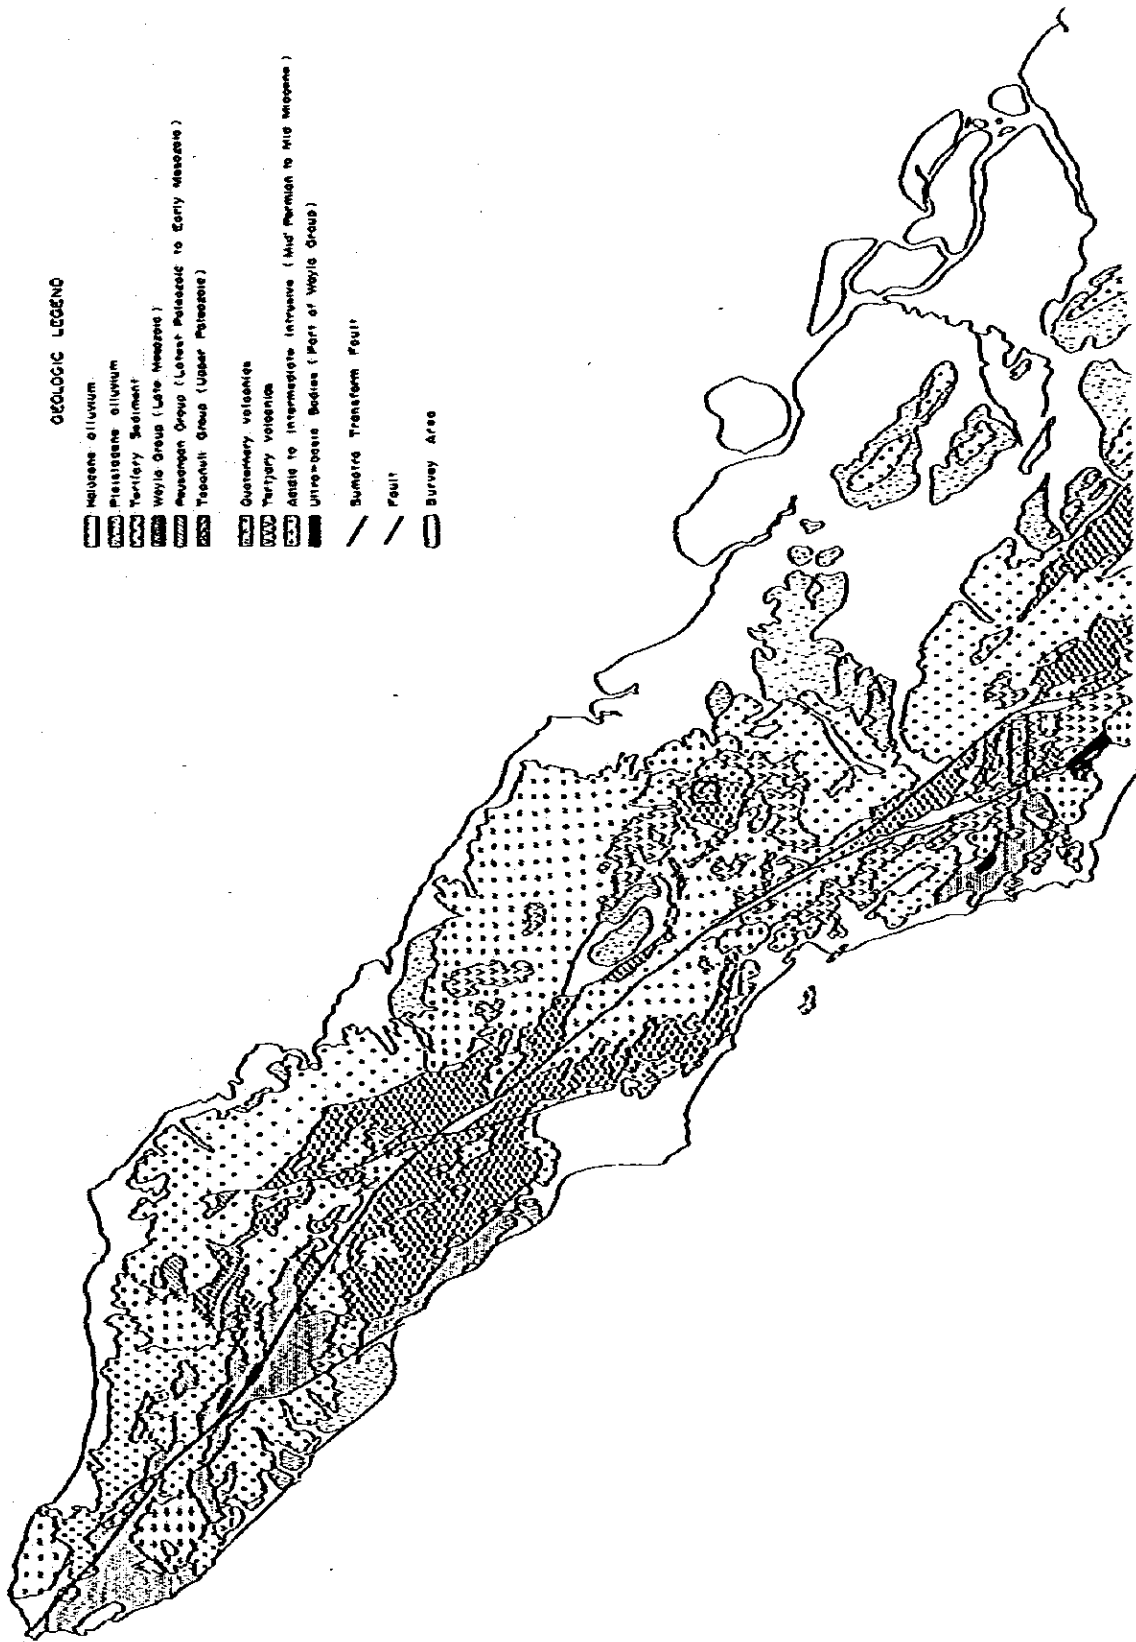 GEOLOGIC LEGEND
Holocene alluvium
Pleistocene alluvium
Tertiary Sediment
Woyla Group (Late Mesozoic)
Peusangan Group (Latest Paleozoic to Early Mesozoic)
Tapanuli Group (Upper Paleozoic)
Quaternary volcanics
Tertiary volcanics
Acidic to Intermediate Intrusive (Mid Permian to Mid Miocene)
Ultra-basic Bodies (Part of Woyla Group)
Sumatra Transform Fault
Fault
Survey Area